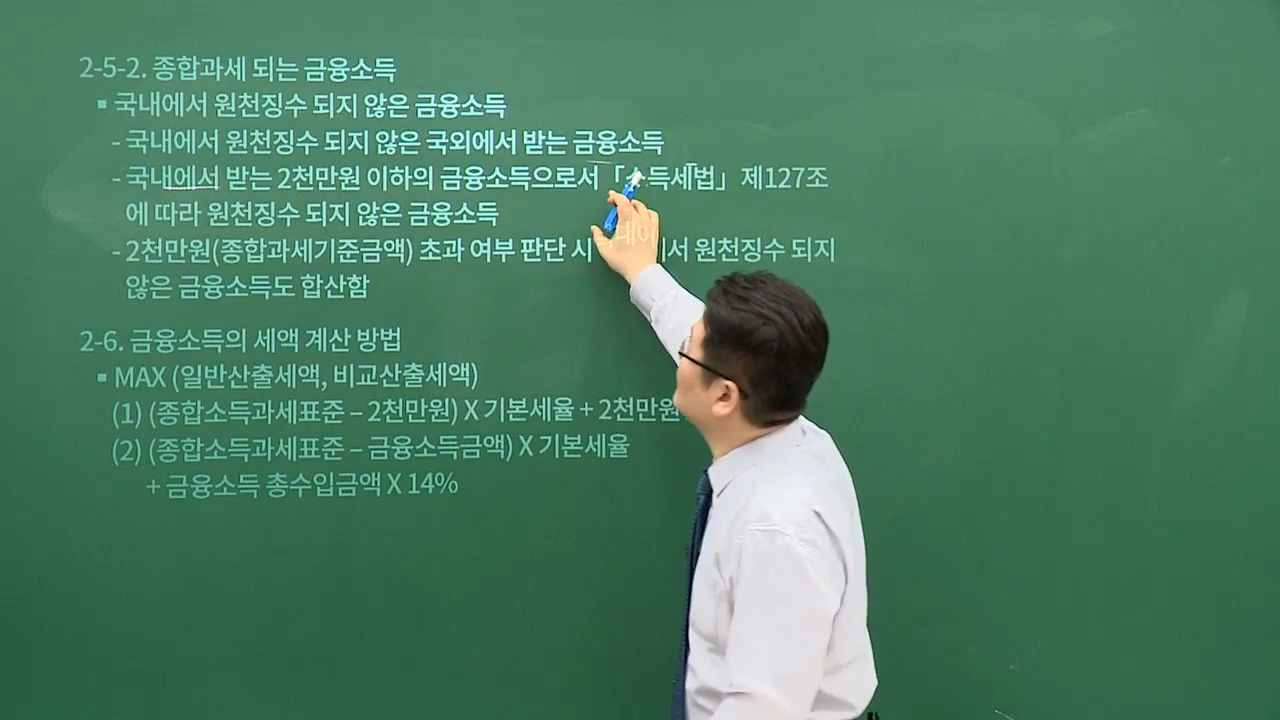 2-5-2. 종합과세 되는 금융소득
▪ 국내에서 원천징수 되지 않은 금융소득
- 국내에서 원천징수 되지 않은 국외에서 받는 금융소득
- 국내에서 받는 2천만원 이하의 금융소득으로서 「소득세법」 제127조
에 따라 원천징수 되지 않은 금융소득
- 2천만원(종합과세기준금액) 초과 여부 판단 시 국내에서 원천징수 되지
않은 금융소득도 합산함
2-6. 금융소득의 세액 계산 방법
▪ MAX (일반산출세액, 비교산출세액)
(1) (종합소득과세표준 – 2천만원) X 기본세율 + 2천만원
(2) (종합소득과세표준 – 금융소득금액) X 기본세율
+ 금융소득 총수입금액 X 14%